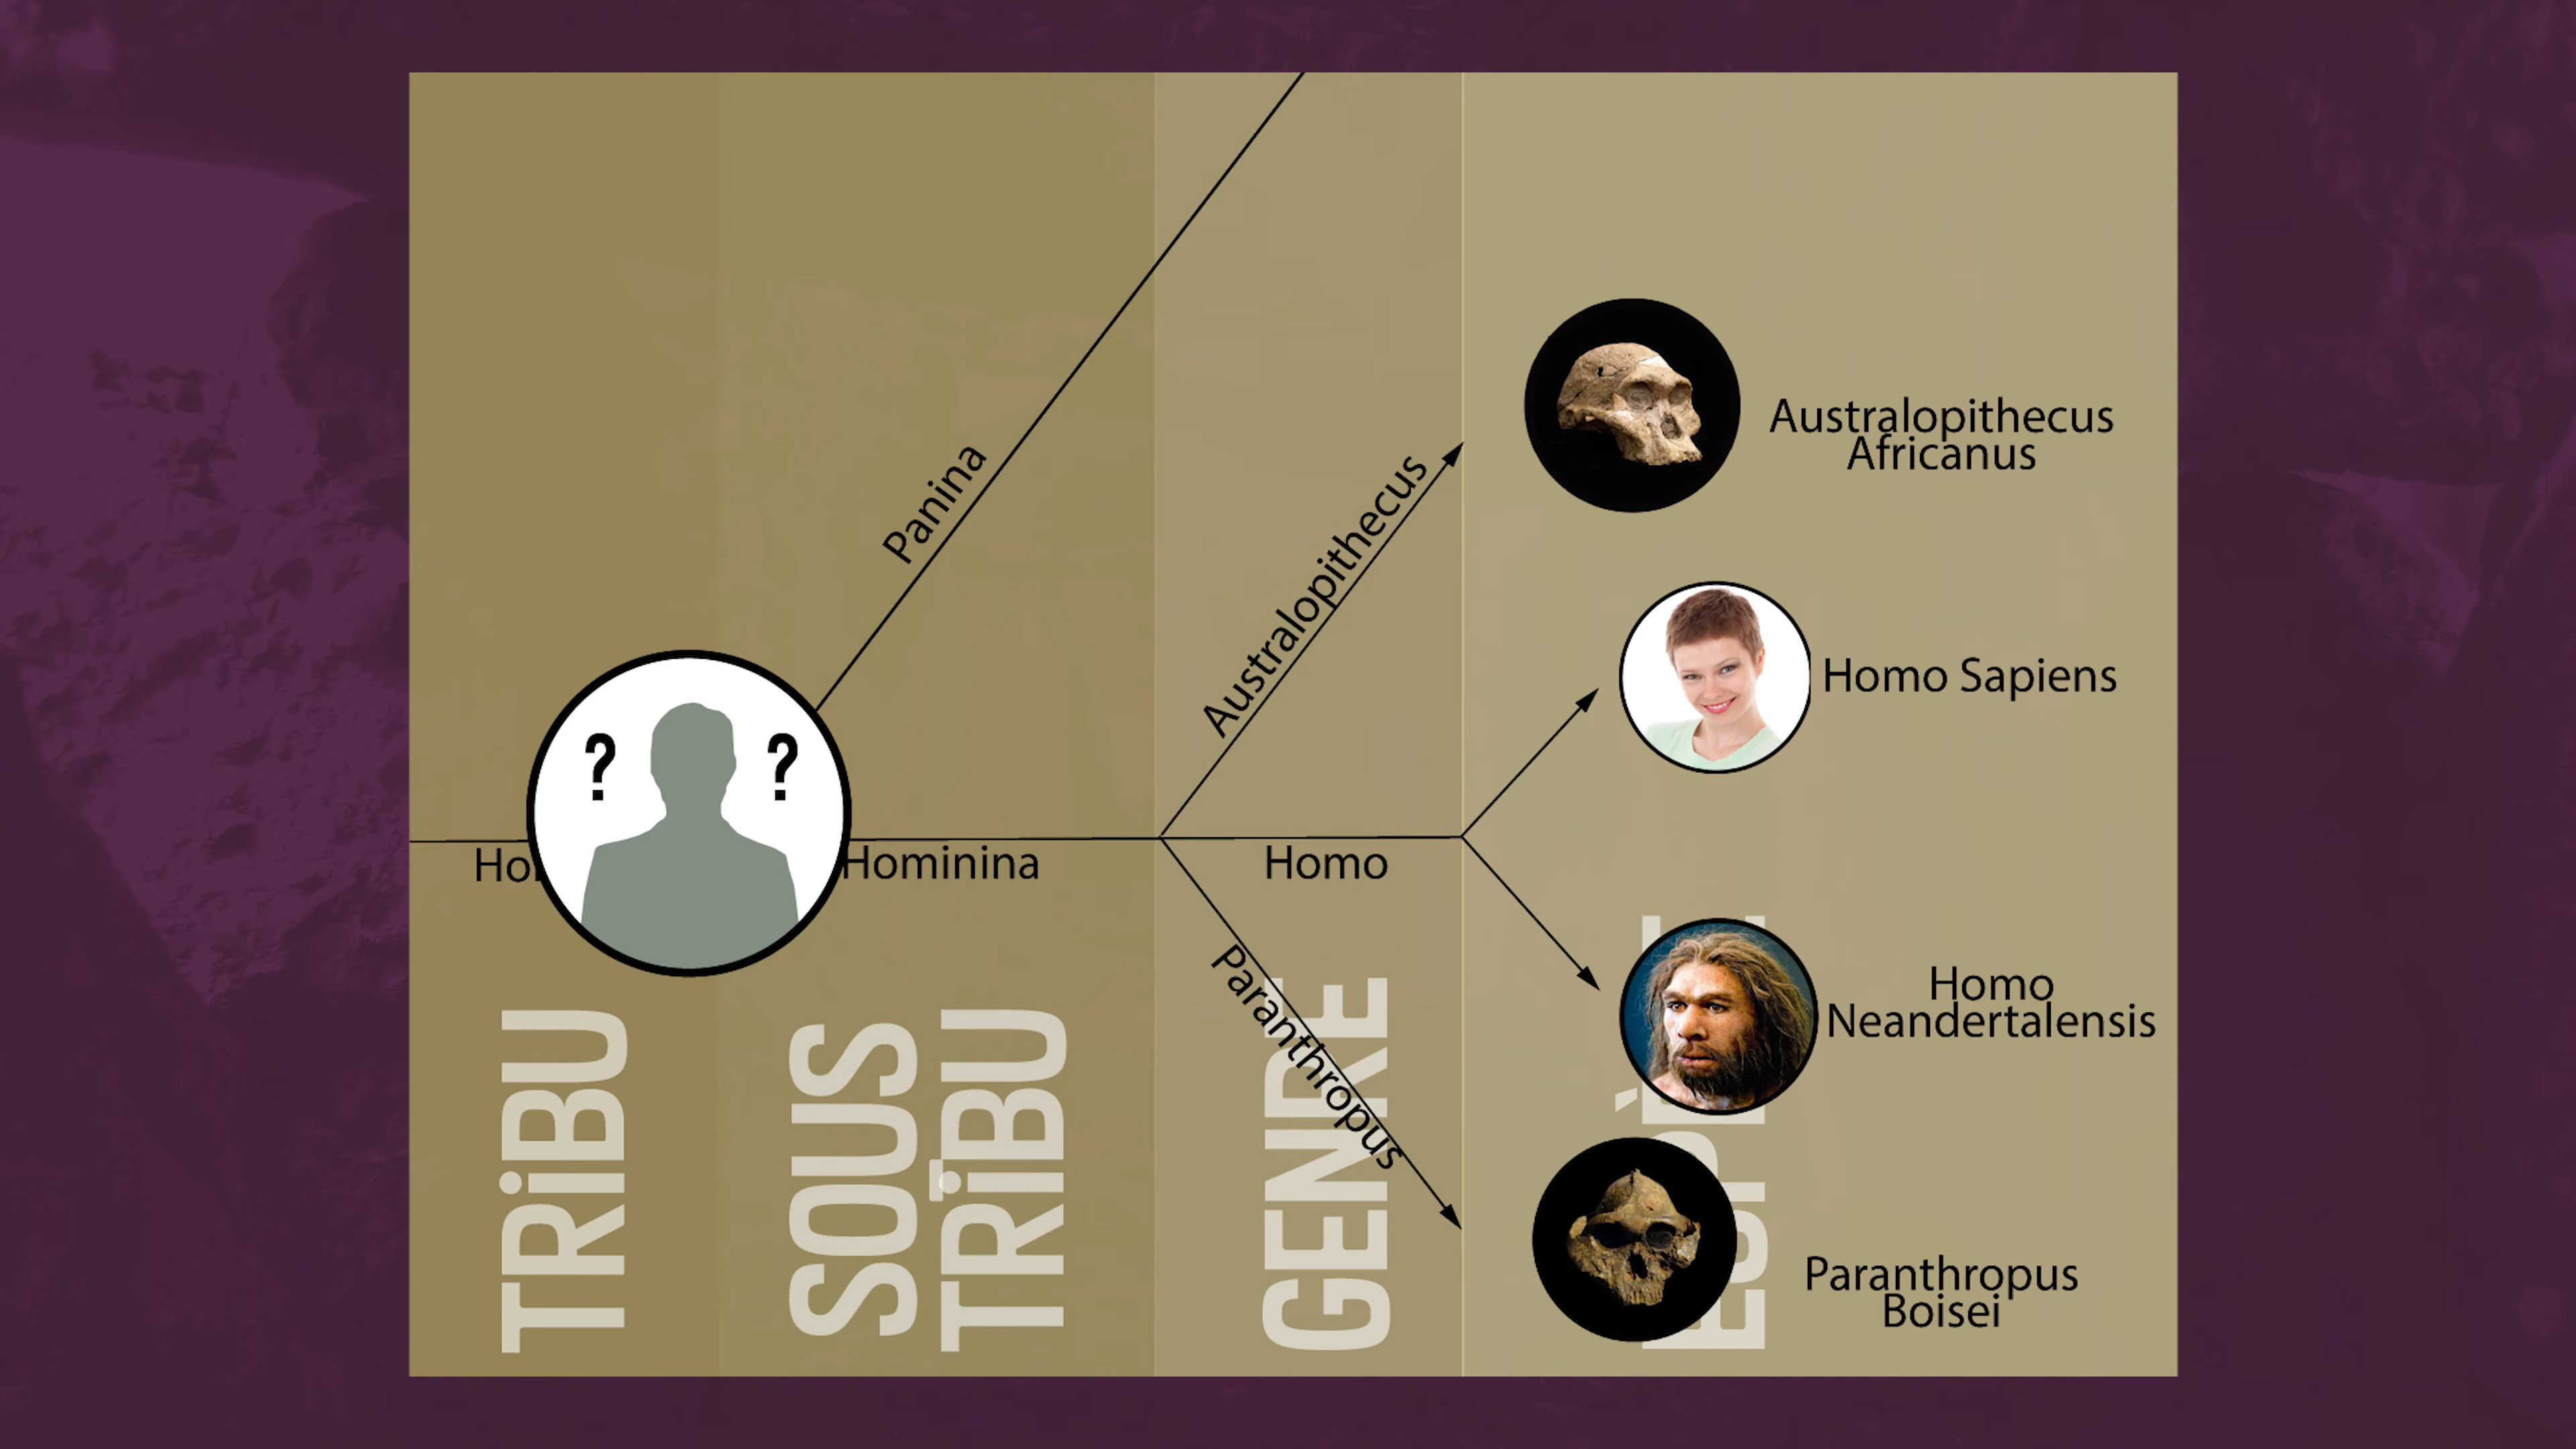 Panina
Australopithecus
Australopithecus
Africanus
Homo Sapiens
? ?
Hominina
Homo
Paranthropus
Homo
Neandertalensis
Paranthropus
Boisei
TRiBU
SOUS
TRiBU
GENRE